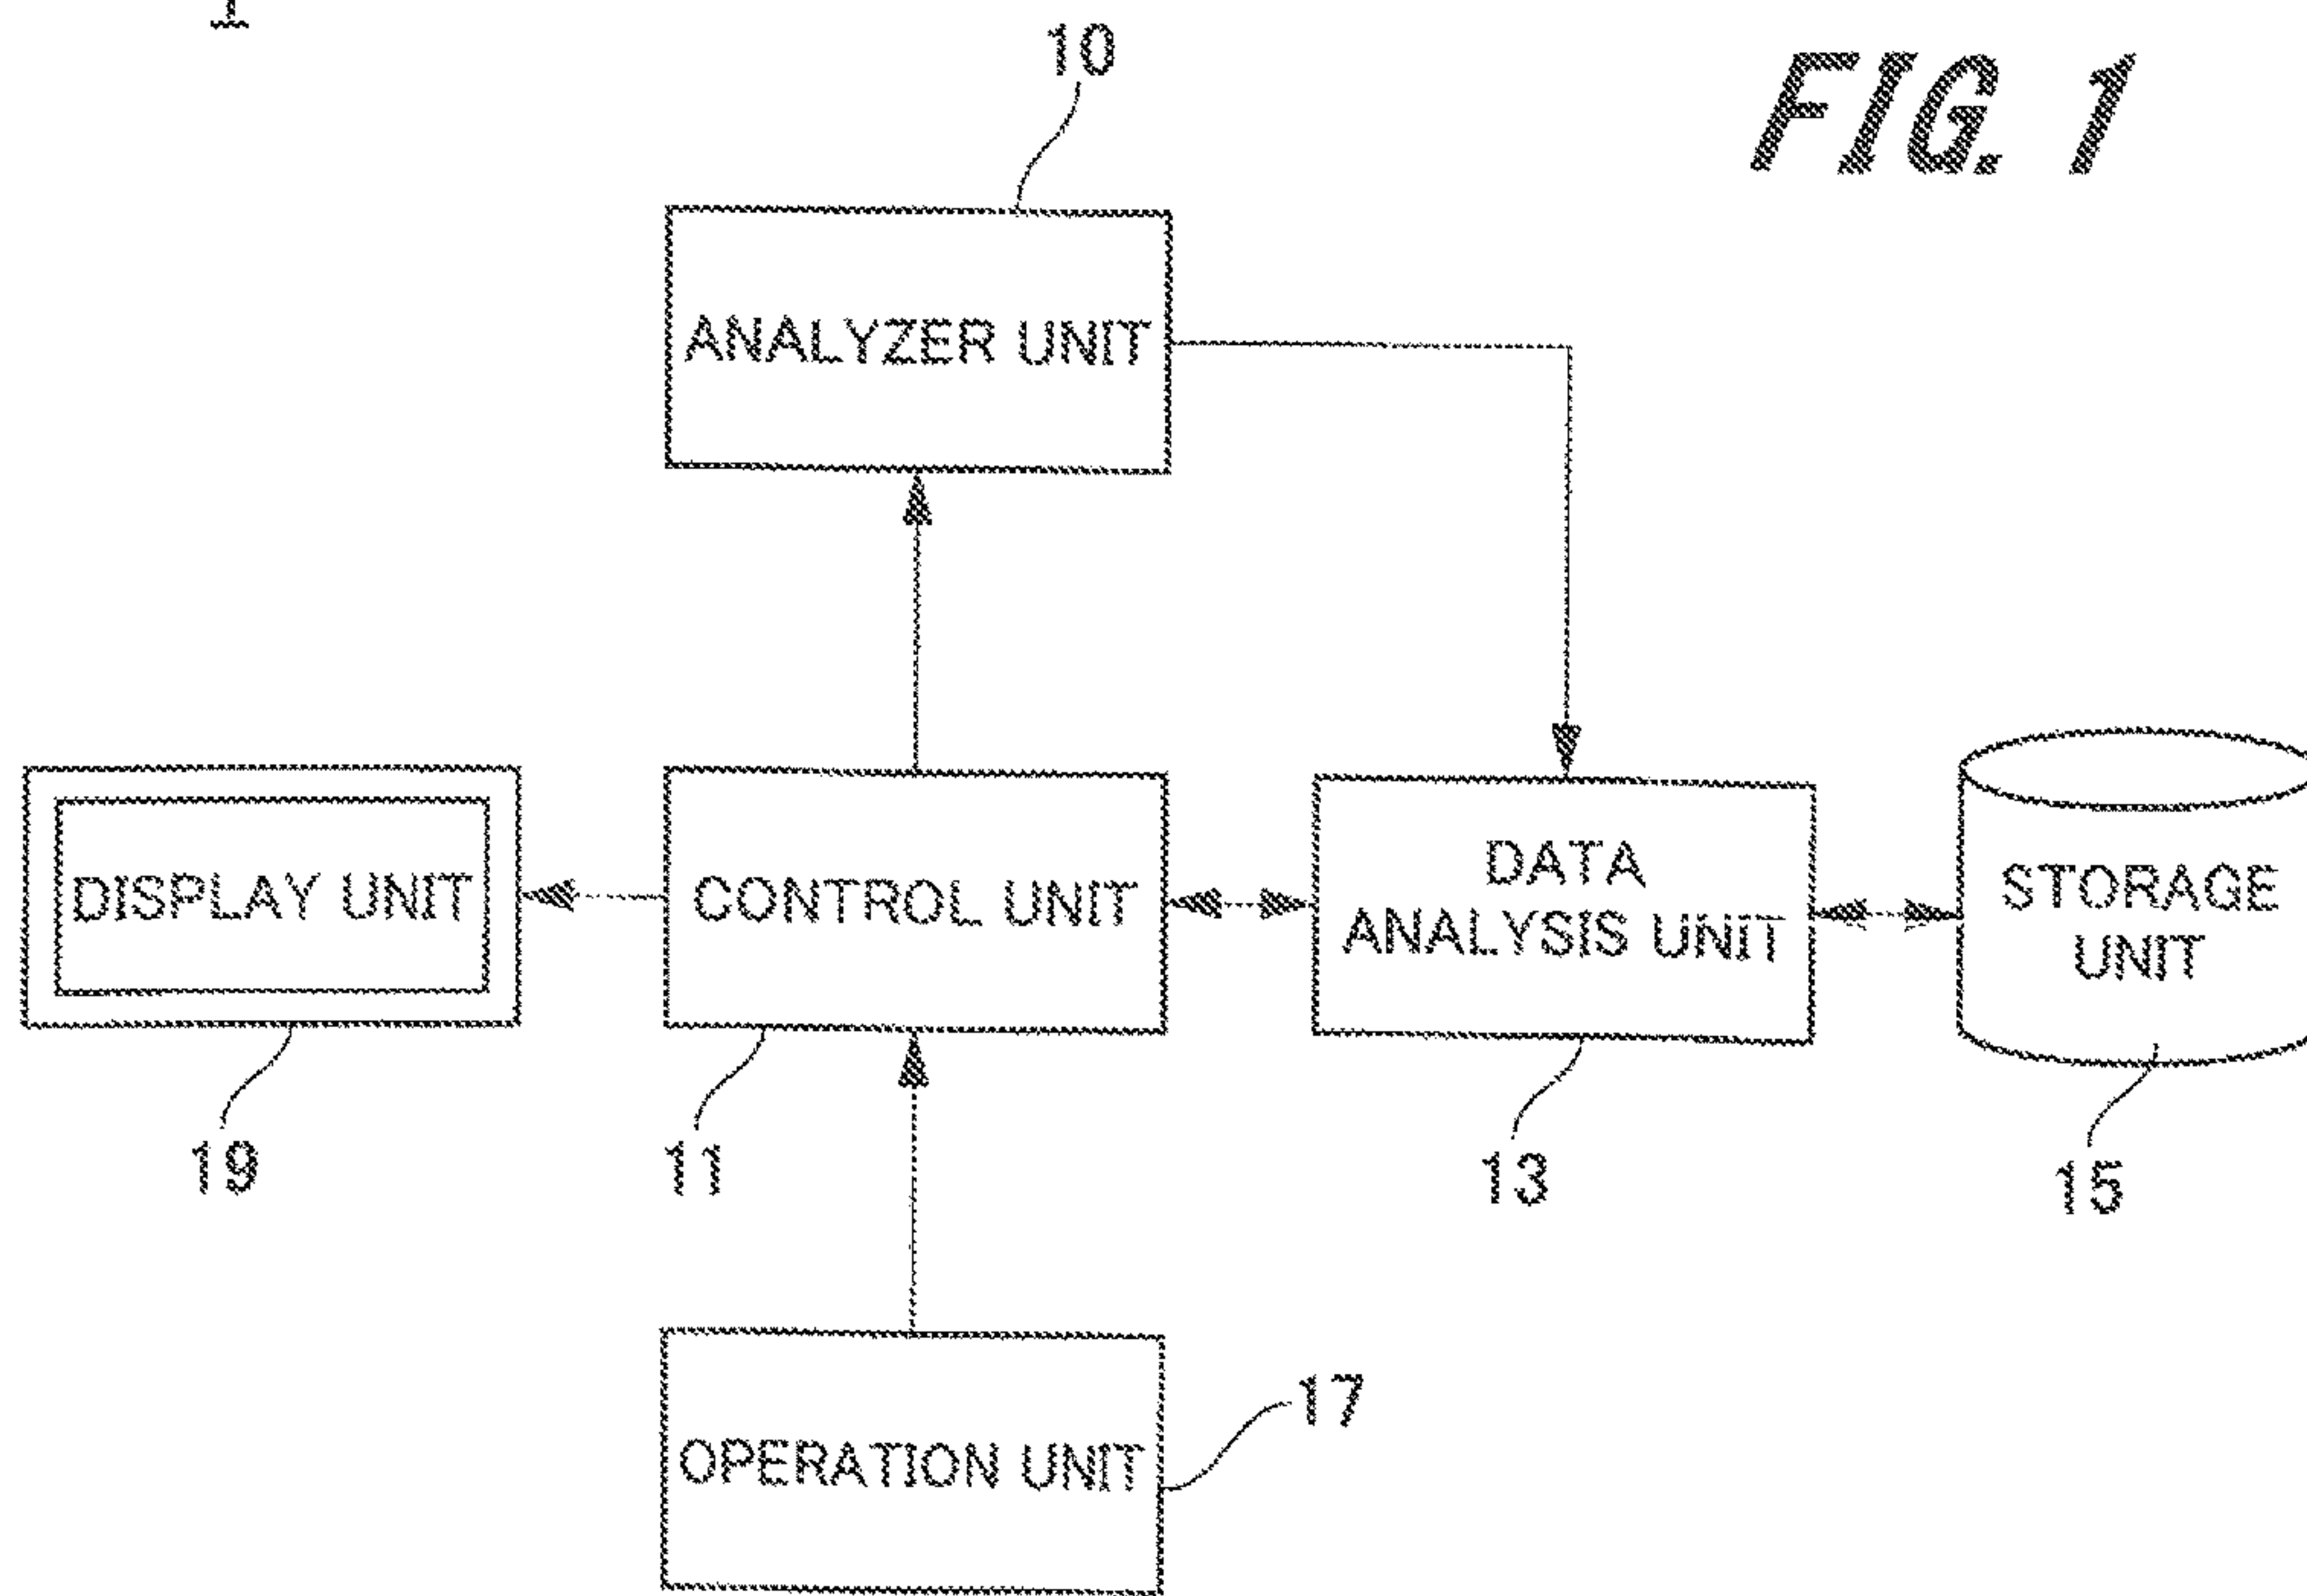 1
10
FIG. 1
ANALYZER UNIT
DISPLAY UNIT
CONTROL UNIT
DATA
ANALYSIS UNIT
STORAGE
UNIT
19
11
13
15
17
OPERATION UNIT